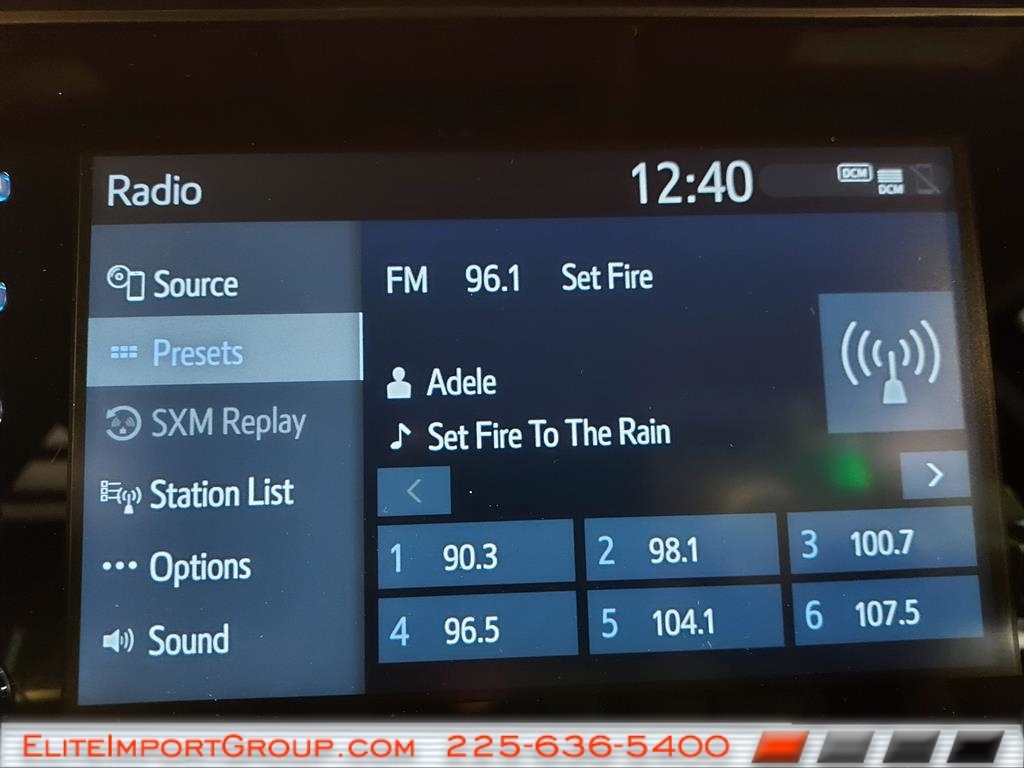 Radio 12:40 DCM DCM
Source
Presets
SXM Replay
Station List
Options
Sound
FM 96.1 Set Fire
Adele
Set Fire To The Rain
< >
1 90.3 2 98.1 3 100.7
4 96.5 5 104.1 6 107.5
EliteImportGroup.com 225-636-5400